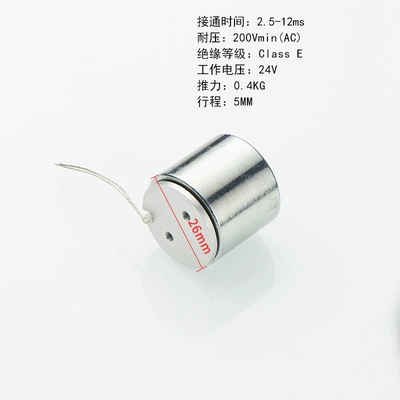 接通时间: 2.5-12ms
耐压: 200Vmin(AC)
绝缘等级: Class E
工作电压: 24V
推力: 0.4KG
行程: 5MM
26mm